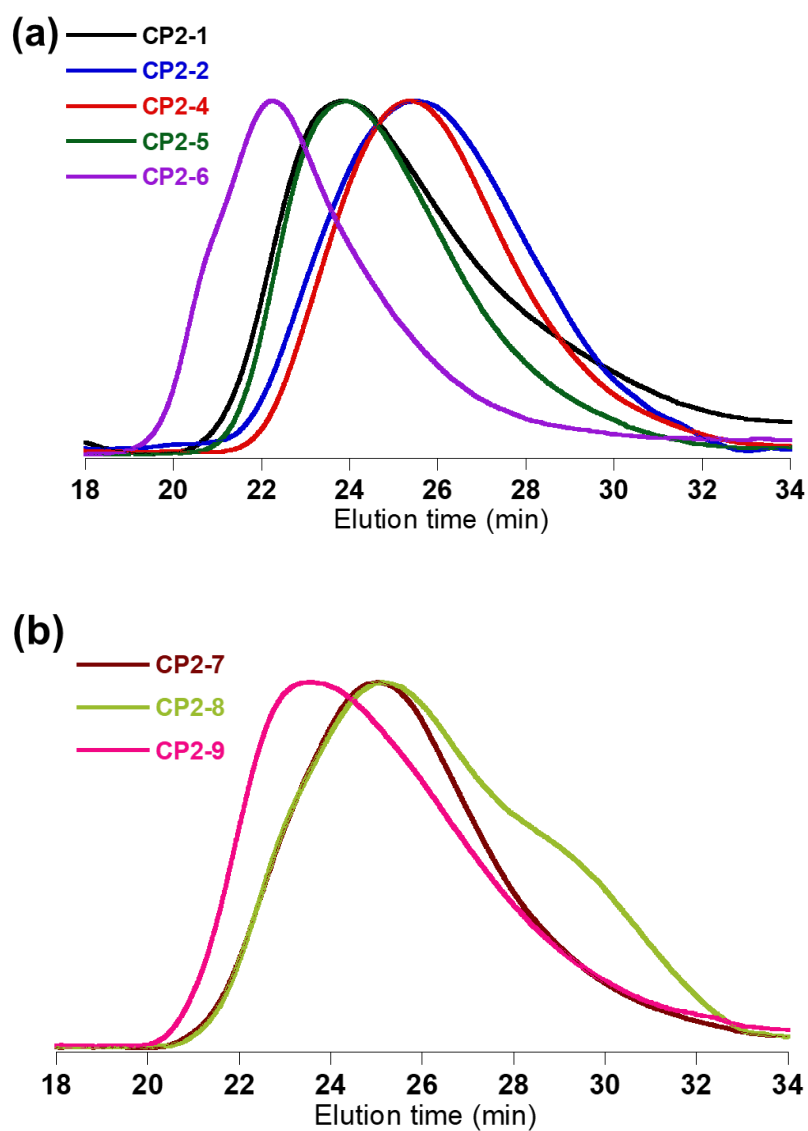 (a)
CP2-1
CP2-2
CP2-4
CP2-5
CP2-6
18 20 22 24 26 28 30 32 34
Elution time (min)
(b)
CP2-7
CP2-8
CP2-9
18 20 22 24 26 28 30 32 34
Elution time (min)